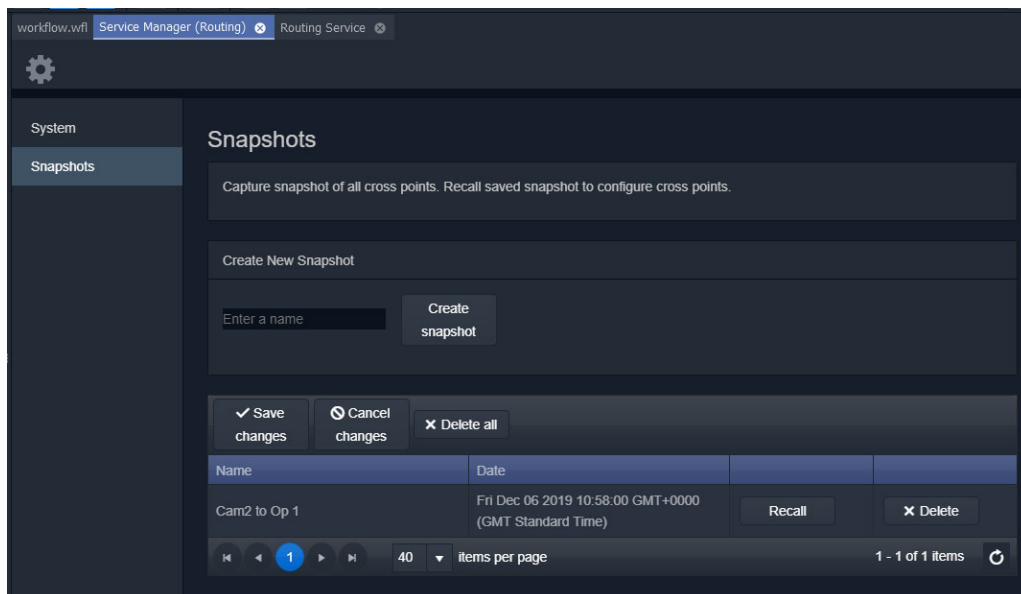 workflow.wfl Service Manager (Routing) Routing Service
System
Snapshots
Snapshots
Capture snapshot of all cross points. Recall saved snapshot to configure cross points.
Create New Snapshot
Enter a name
Create
snapshot
Save
changes
Cancel
changes
Delete all
Name Date
Cam2 to Op 1
Fri Dec 06 2019 10:58:00 GMT+0000
(GMT Standard Time)
Recall
Delete
1 40 items per page 1 - 1 of 1 items